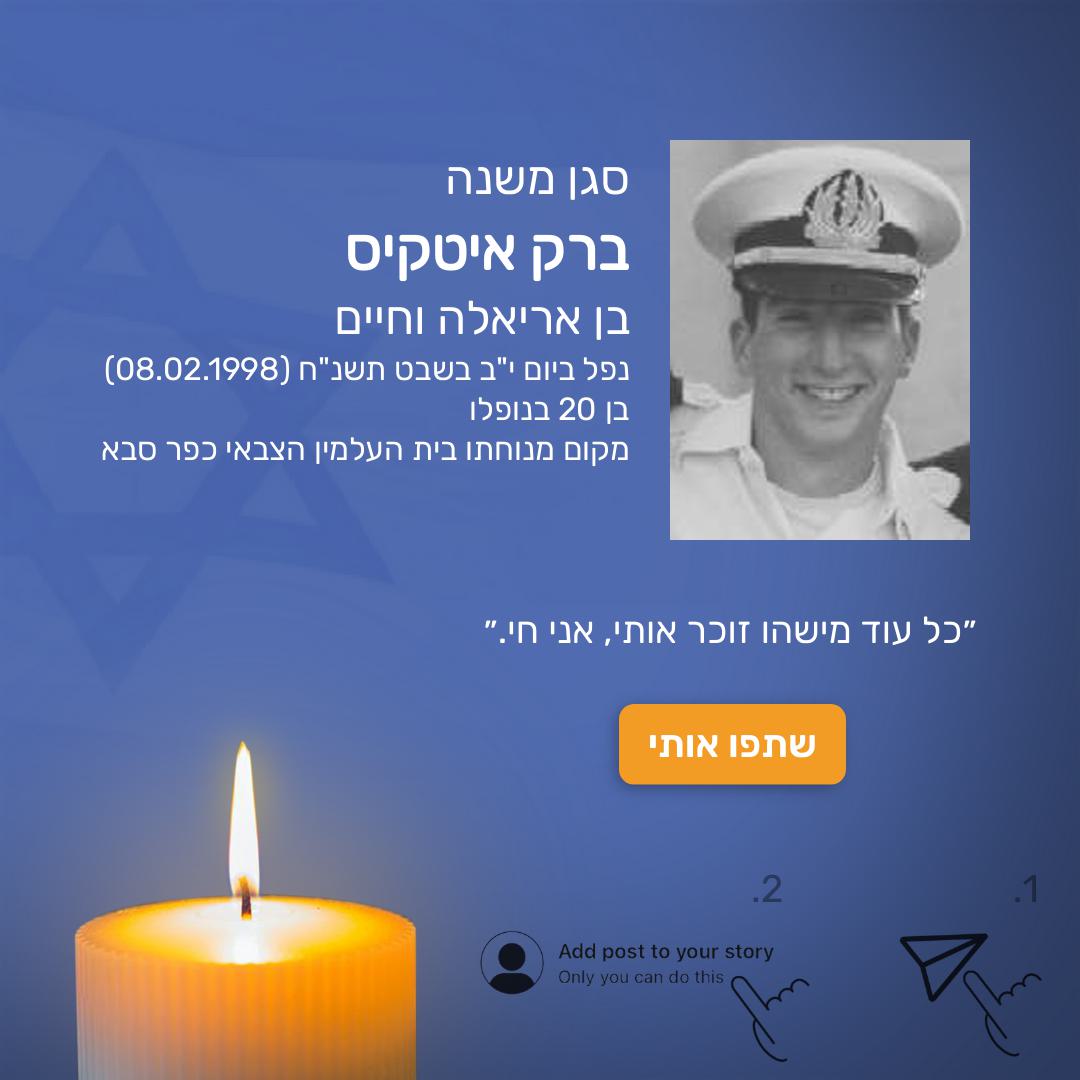 סגן משנה
ברק איטקיס
בן אריאלה וחיים
נפל ביום י"ב בשבט תשנ"ח (08.02.1998)
בן 20 בנופלו
מקום מנוחתו בית העלמין הצבאי כפר סבא
״כל עוד מישהו זוכר אותי, אני חי.״
שתפו אותי
.1
.2
Add post to your story
Only you can do this